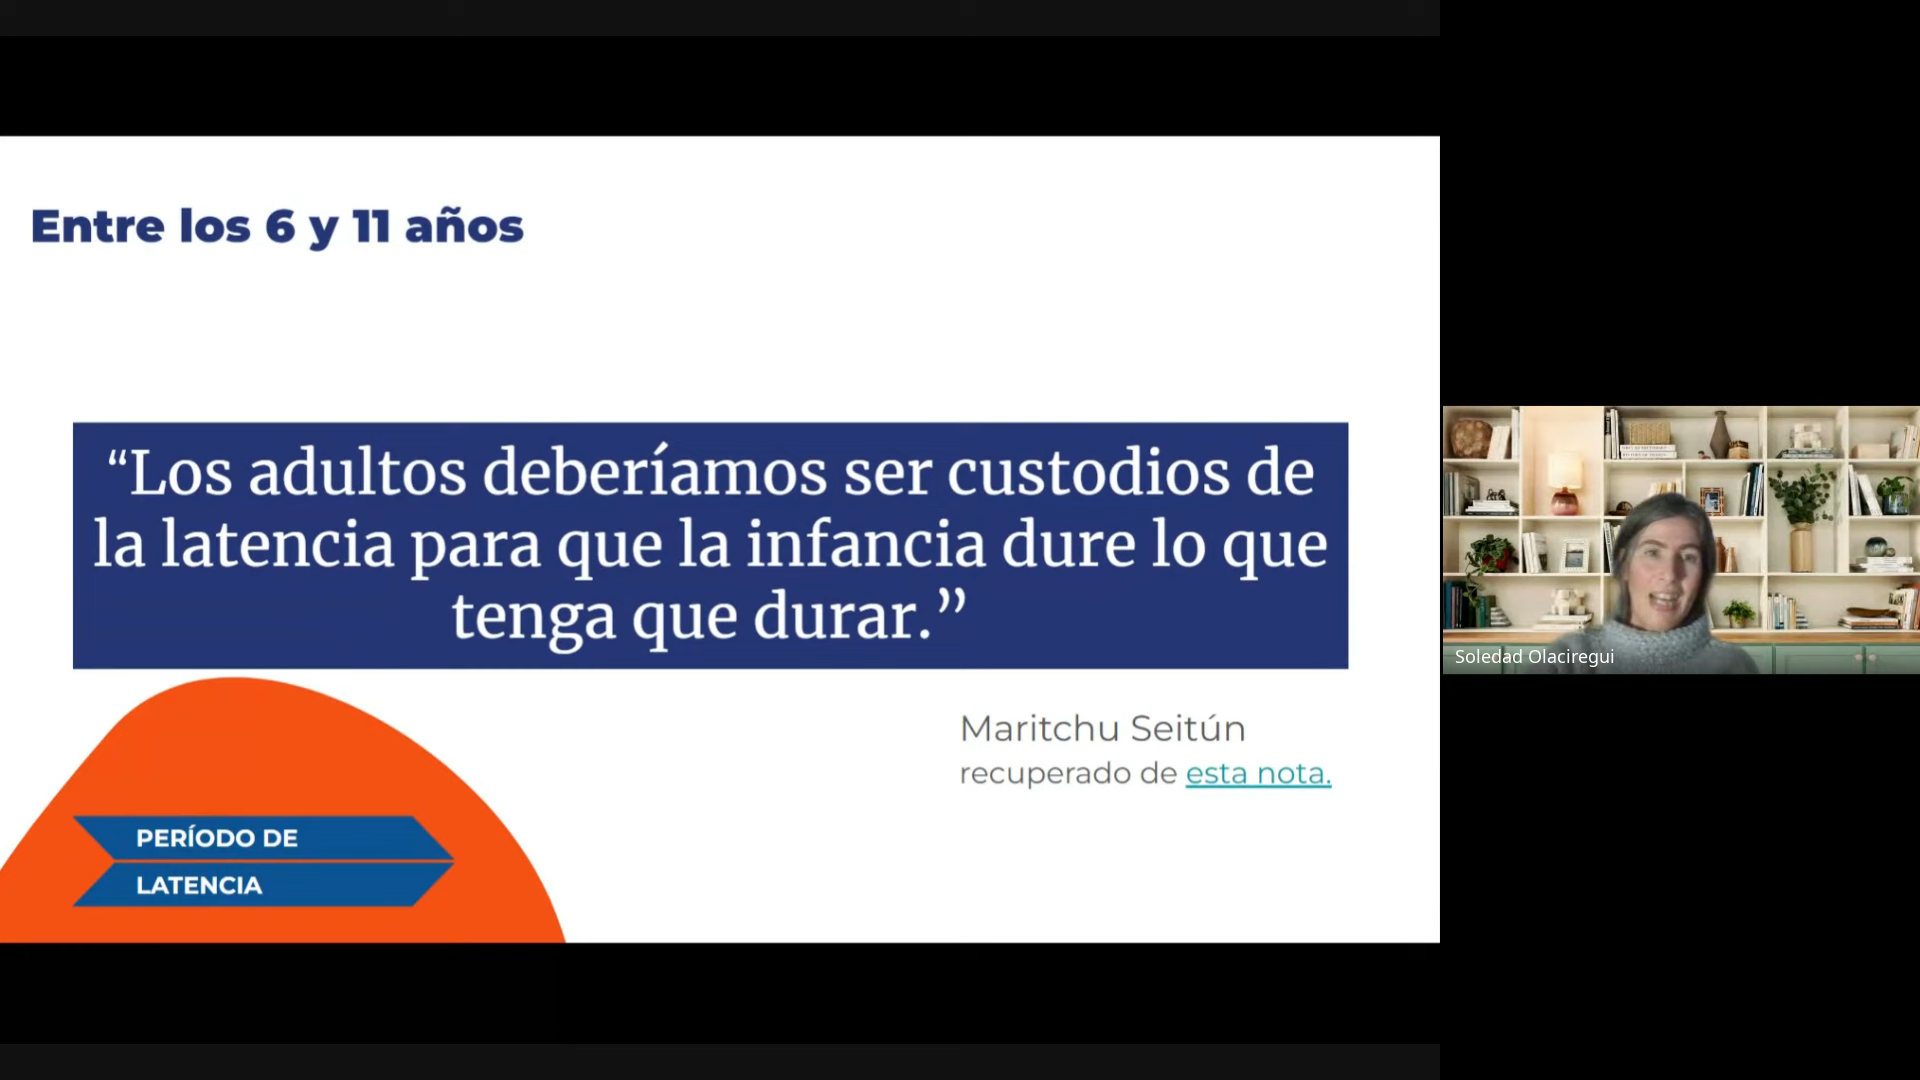 Entre los 6 y 11 años
“Los adultos deberíamos ser custodios de
la latencia para que la infancia dure lo que
tenga que durar.”
Maritchu Seitún
recuperado de esta nota.
PERÍODO DE
LATENCIA
Soledad Olaciregui